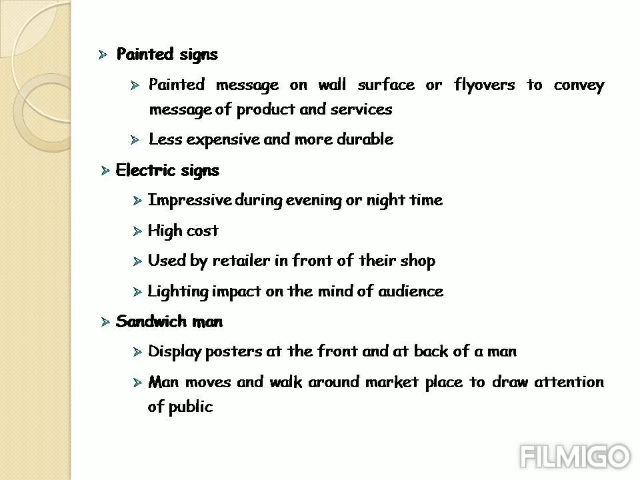 Painted signs
Painted message on wall surface or flyovers to convey
message of product and services
Less expensive and more durable
Electric signs
Impressive during evening or night time
High cost
Used by retailer in front of their shop
Lighting impact on the mind of audience
Sandwich man
Display posters at the front and at back of a man
Man moves and walk around market place to draw attention
of public
FILMIGO